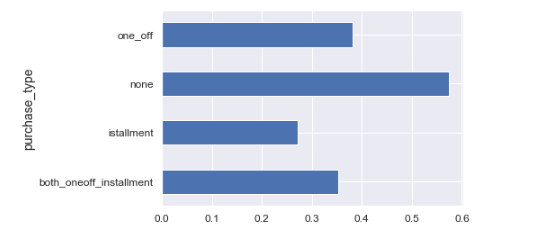 one_off
none
istallment
both_oneoff_installment
purchase_type
0.0 0.1 0.2 0.3 0.4 0.5 0.6